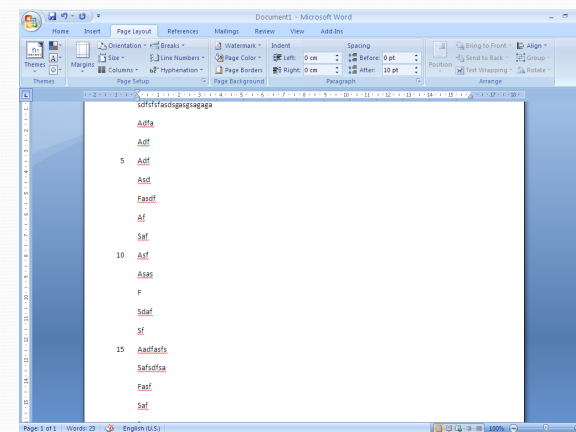 Document1 - Microsoft Word
Home Insert Page Layout References Mailings Review View Add-Ins
Themes
Margins
Orientation
Size
Columns
Breaks
Line Numbers
Hyphenation
Watermark
Page Color
Page Borders
Indent
Left: 0 cm
Right: 0 cm
Spacing
Before: 0 pt
After: 10 pt
Position
Bring to Front
Send to Back
Text Wrapping
Align
Group
Rotate
Themes Page Setup Page Background Paragraph Arrange
sdfsfsfasdsgasgsagaga
Adfa
Adf
5 Adf
Asd
Fasdf
Af
Saf
10 Asf
Asas
F
Sdaf
Sf
15 Aadfasfs
Safsdfsa
Fasf
Saf
Page: 1 of 1 Words: 23 English (U.S.) 100%